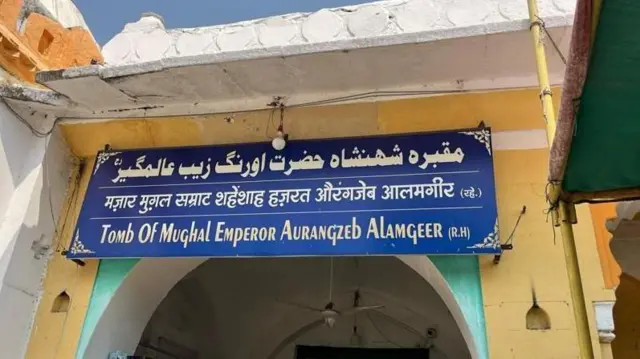 مقبرہ شہنشاہ حضرت اورنگ زیب عالمگیرؒ
मज़ार मुग़ल सम्राट शहेंशाह हज़रत औरंगजेब आलमगीर (रहे.)
Tomb Of Mughal Emperor Aurangzeb Alamgeer (R.H)